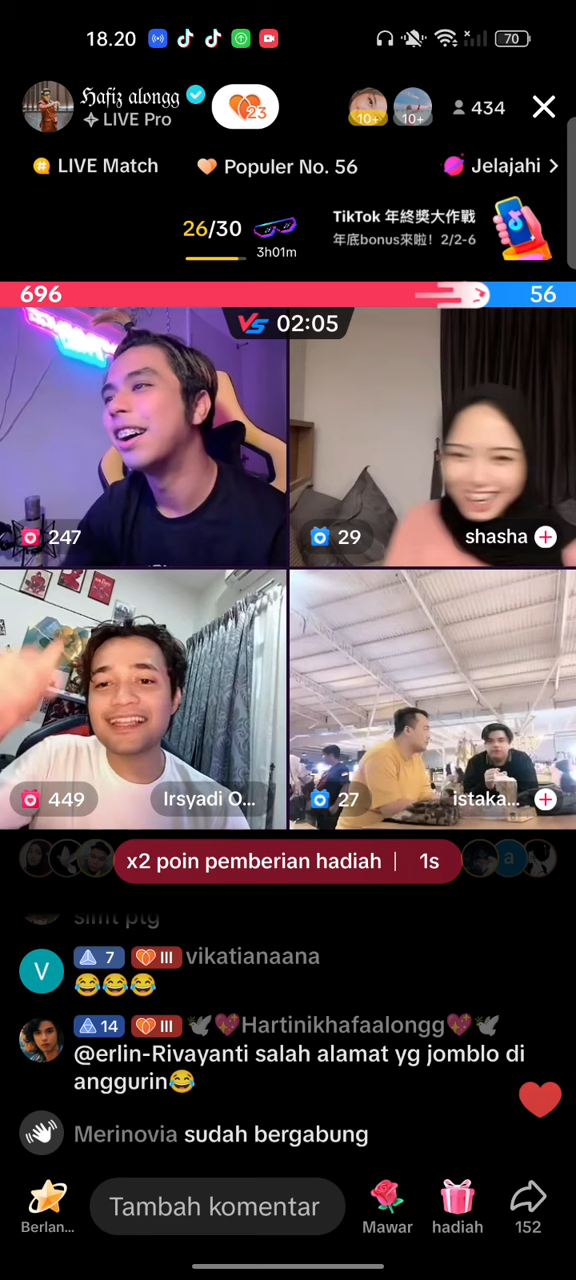 18.20
70
Hafiz alongg
LIVE Pro
23
10+
10+
434
LIVE Match
Populer No. 56
Jelajahi
26/30
3h01m
TikTok 年終獎大作戰
年底bonus來啦！2/2-6
696
56
VS 02:05
247
29
shasha
449
Irsyadi O...
27
istaka...
x2 poin pemberian hadiah | 1s
a
V
7
III
vikatianaana
😂😂😂
14
III
🕊💖Hartinikhafaalongg💖🕊
@erlin-Rivayanti salah alamat yg jomblo di
anggurin😂
Merinovia sudah bergabung
Berlan...
Tambah komentar
Mawar
hadiah
152